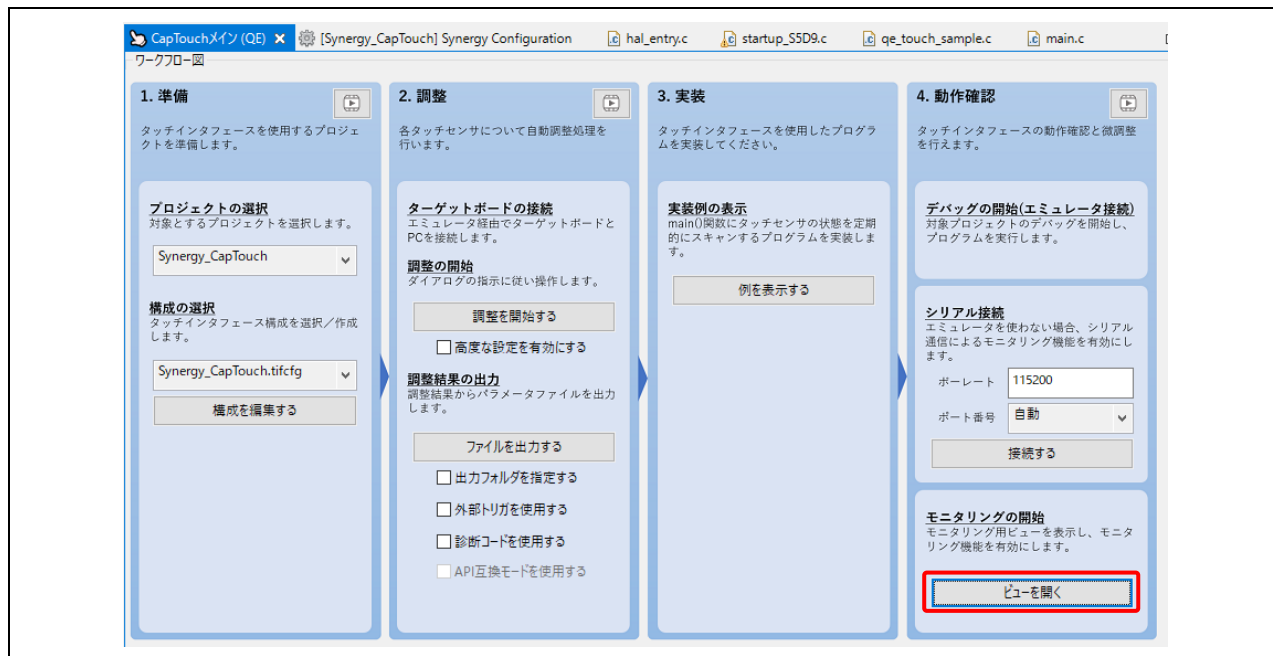 CapTouchメイン (QE)
[Synergy_CapTouch] Synergy Configuration
hal_entry.c
startup_S5D9.c
qe_touch_sample.c
main.c
ワークフロー図
1. 準備
タッチインタフェースを使用するプロジェ
クトを準備します。
プロジェクトの選択
対象とするプロジェクトを選択します。
Synergy_CapTouch
構成の選択
タッチインタフェース構成を選択／作成
します。
Synergy_CapTouch.tifcfg
構成を編集する
2. 調整
各タッチセンサについて自動調整処理を
行います。
ターゲットボードの接続
エミュレータ経由でターゲットボードと
PCを接続します。
調整の開始
ダイアログの指示に従い操作します。
調整を開始する
高度な設定を有効にする
調整結果の出力
調整結果からパラメータファイルを出力
します。
ファイルを出力する
出力フォルダを指定する
外部トリガを使用する
診断コードを使用する
API互換モードを使用する
3. 実装
タッチインタフェースを使用したプログラ
ムを実装してください。
実装例の表示
main()関数にタッチセンサの状態を定期
的にスキャンするプログラムを実装しま
す。
例を表示する
4. 動作確認
タッチインタフェースの動作確認と微調整
を行えます。
デバッグの開始(エミュレータ接続)
対象プロジェクトのデバッグを開始し、
プログラムを実行します。
シリアル接続
エミュレータを使わない場合、シリアル
通信によるモニタリング機能を有効にし
ます。
ボーレート 115200
ポート番号 自動
接続する
モニタリングの開始
モニタリング用ビューを表示し、モニタ
リング機能を有効にします。
ビューを開く